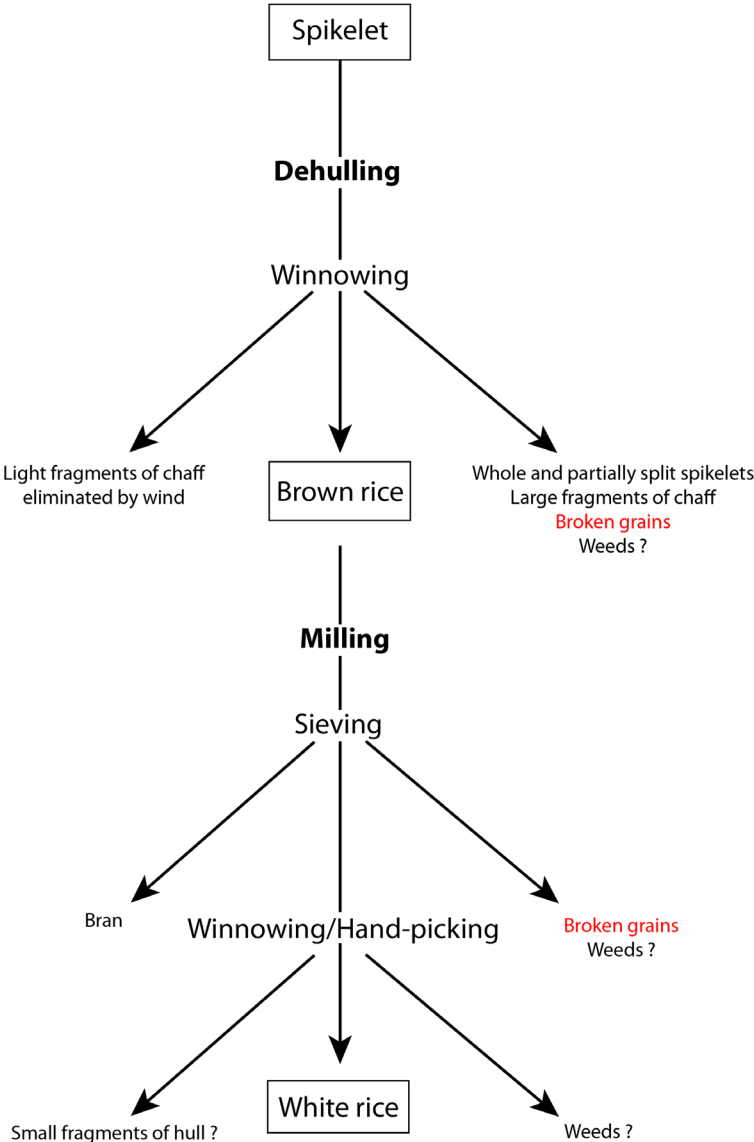 Spikelet
Dehulling
Winnowing
Light fragments of chaff
eliminated by wind
Brown rice
Whole and partially split spikelets
Large fragments of chaff
Broken grains
Weeds ?
Milling
Sieving
Bran
Winnowing/Hand-picking
Broken grains
Weeds ?
Small fragments of hull ?
White rice
Weeds ?